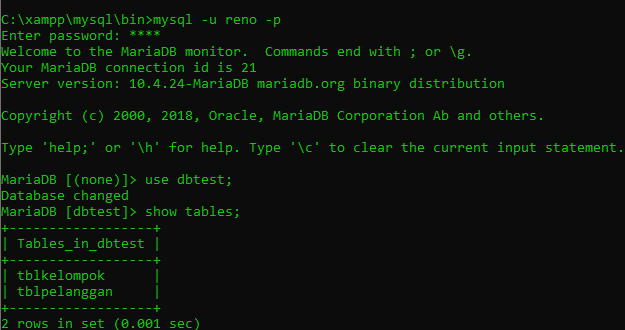 C:\xampp\mysql\bin>mysql -u reno -p
Enter password: ****
Welcome to the MariaDB monitor.  Commands end with ; or \g.
Your MariaDB connection id is 21
Server version: 10.4.24-MariaDB mariadb.org binary distribution

Copyright (c) 2000, 2018, Oracle, MariaDB Corporation Ab and others.

Type 'help;' or '\h' for help. Type '\c' to clear the current input statement.

MariaDB [(none)]> use dbtest;
Database changed
MariaDB [dbtest]> show tables;
+------------------+
| Tables_in_dbtest |
+------------------+
| tblkelompok      |
| tblpelanggan     |
+------------------+
2 rows in set (0.001 sec)